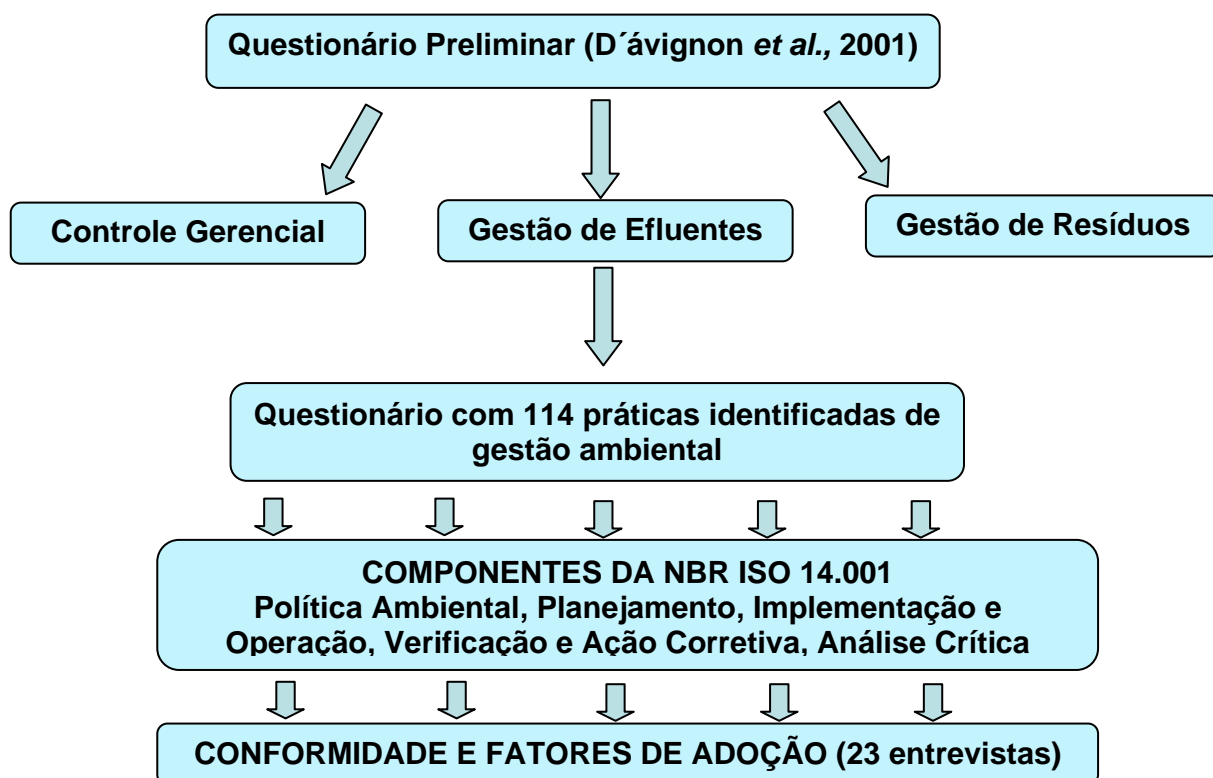 Questionário Preliminar (D´ávignon et al., 2001)
Controle Gerencial
Gestão de Efluentes
Gestão de Resíduos
Questionário com 114 práticas identificadas de
gestão ambiental
COMPONENTES DA NBR ISO 14.001
Política Ambiental, Planejamento, Implementação e
Operação, Verificação e Ação Corretiva, Análise Crítica
CONFORMIDADE E FATORES DE ADOÇÃO (23 entrevistas)